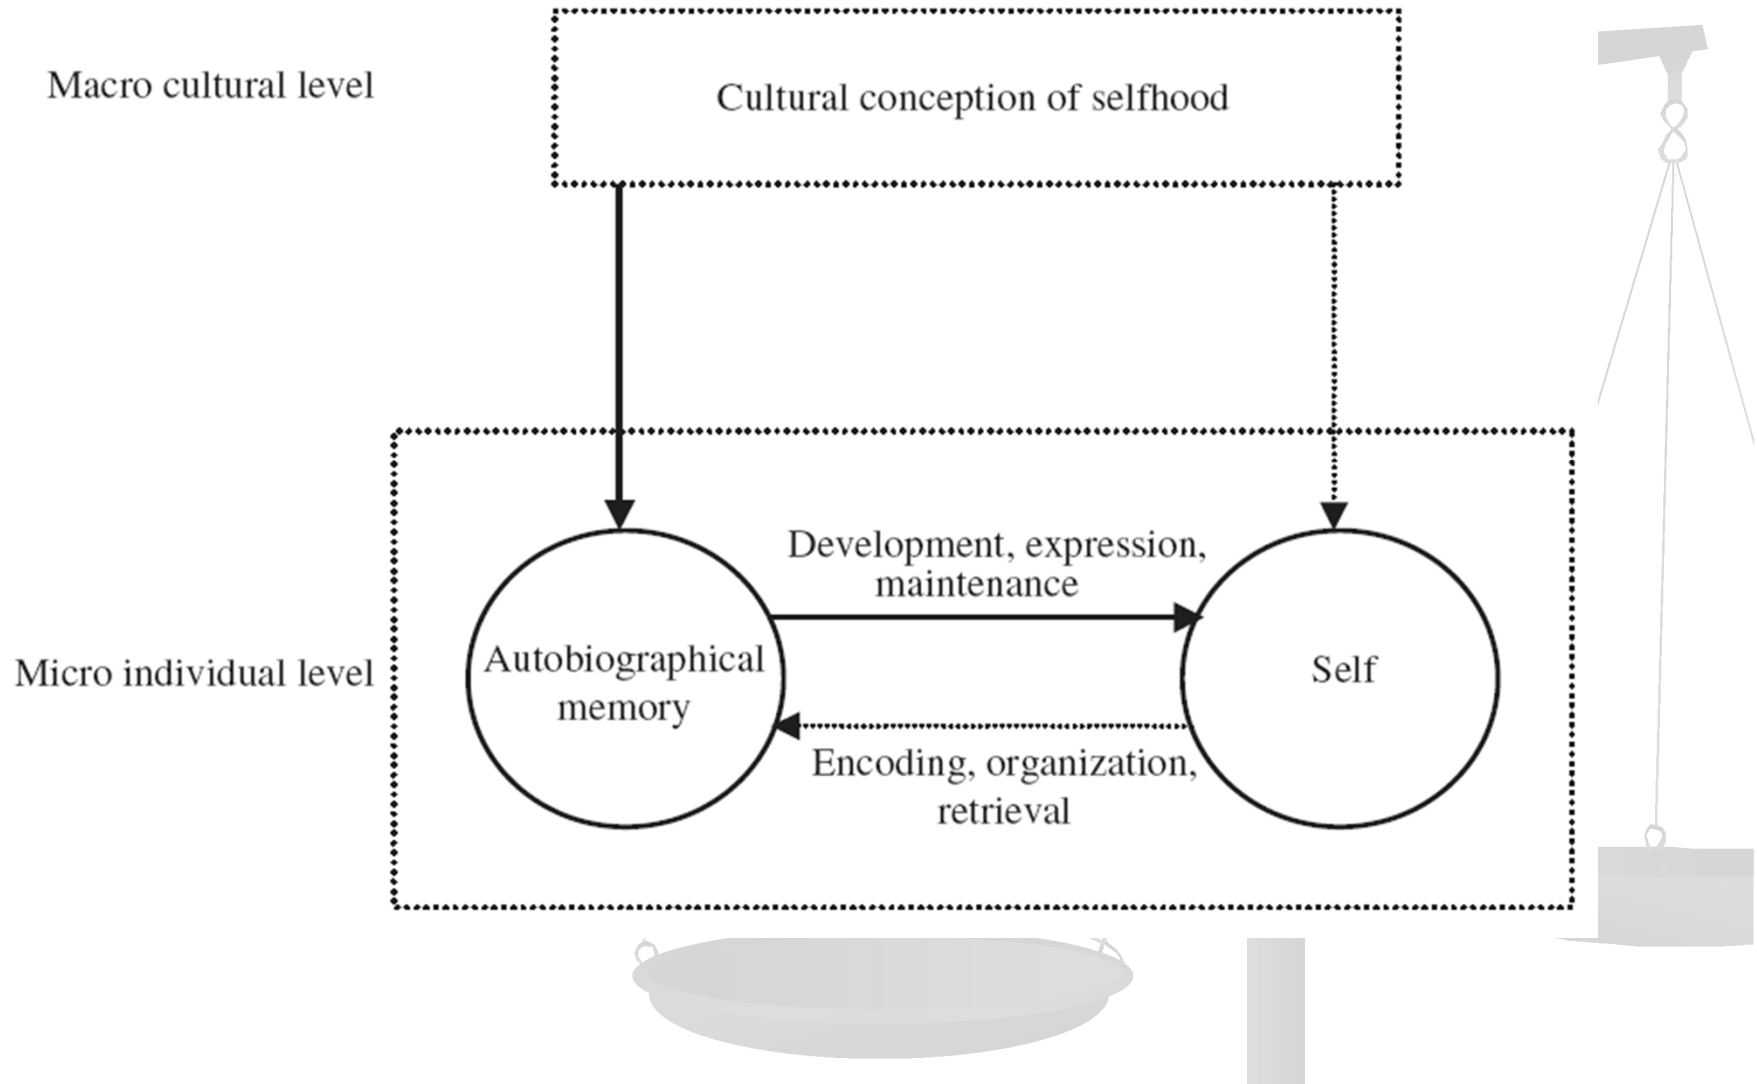 Macro cultural level
Cultural conception of selfhood
Development, expression,
maintenance
Autobiographical
memory
Self
Micro individual level
Encoding, organization,
retrieval